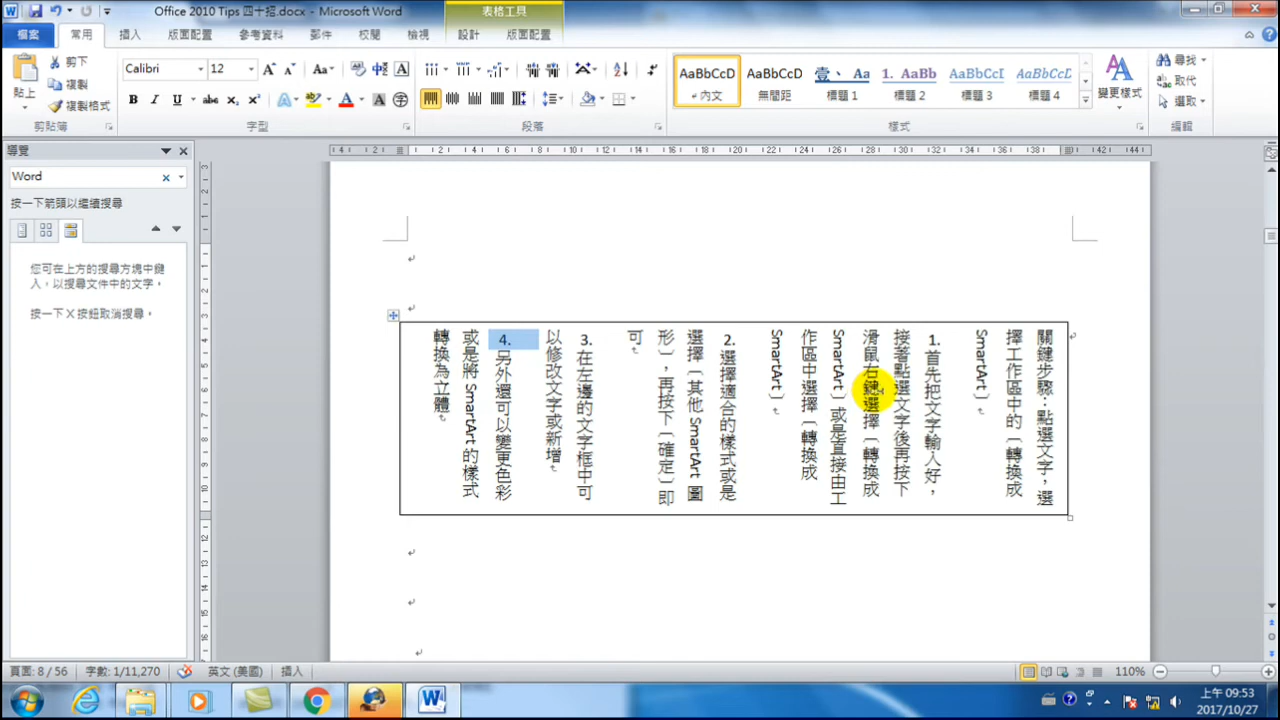 Office 2010 Tips 四十招.docx - Microsoft Word
表格工具
檔案 常用 插入 版面配置 參考資料 郵件 校閱 檢視 設計 版面配置
貼上
剪下
複製
複製格式
剪貼簿
Calibri 12
字型
段落
AaBbCcD
內文
AaBbCcD
無間距
壹、Aa
標題 1
1. AaBb
標題 2
AaBbCcI
標題 3
AaBbCcL
標題 4
變更樣式
樣式
尋找
取代
選取
編輯
導覽
Word
按一下箭頭以繼續搜尋
您可在上方的搜尋方塊中鍵
入，以搜尋文件中的文字。
按一下 X 按鈕取消搜尋。
關鍵步驟：點選文字，選
擇工作區中的〔轉換成
SmartArt〕
1. 首先把文字輸入好，
接著點選文字後再按下
滑鼠右鍵選擇〔轉換成
SmartArt〕或是直接由工
作區中選擇〔轉換成
SmartArt〕
2. 選擇適合的樣式或是
選擇〔其他 SmartArt 圖
形〕，再按下〔確定〕即
可
3. 在左邊的文字框中可
以修改文字或新增
4. 另外還可以變更色彩
或是將 SmartArt 的樣式
轉換為立體
頁面: 8 / 56 字數: 1/11,270 英文 (美國) 插入 110%
上午 09:53
2017/10/27